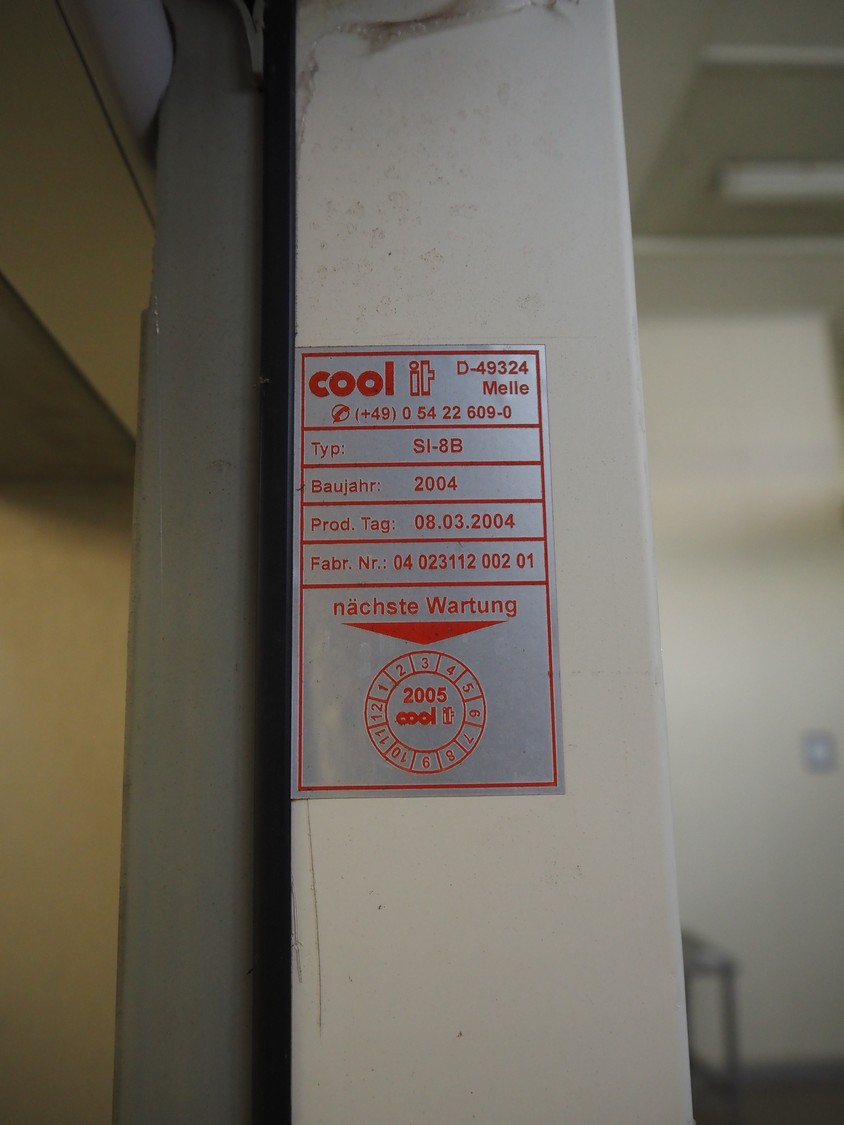 cool it D-49324
Melle
✆ (+49) 0 54 22 609-0
Typ: SI-8B
Baujahr: 2004
Prod. Tag: 08.03.2004
Fabr. Nr.: 04 023112 002 01
nächste Wartung
1 2 3 4 5 6 7 8 9 10 11 12
2005
cool it